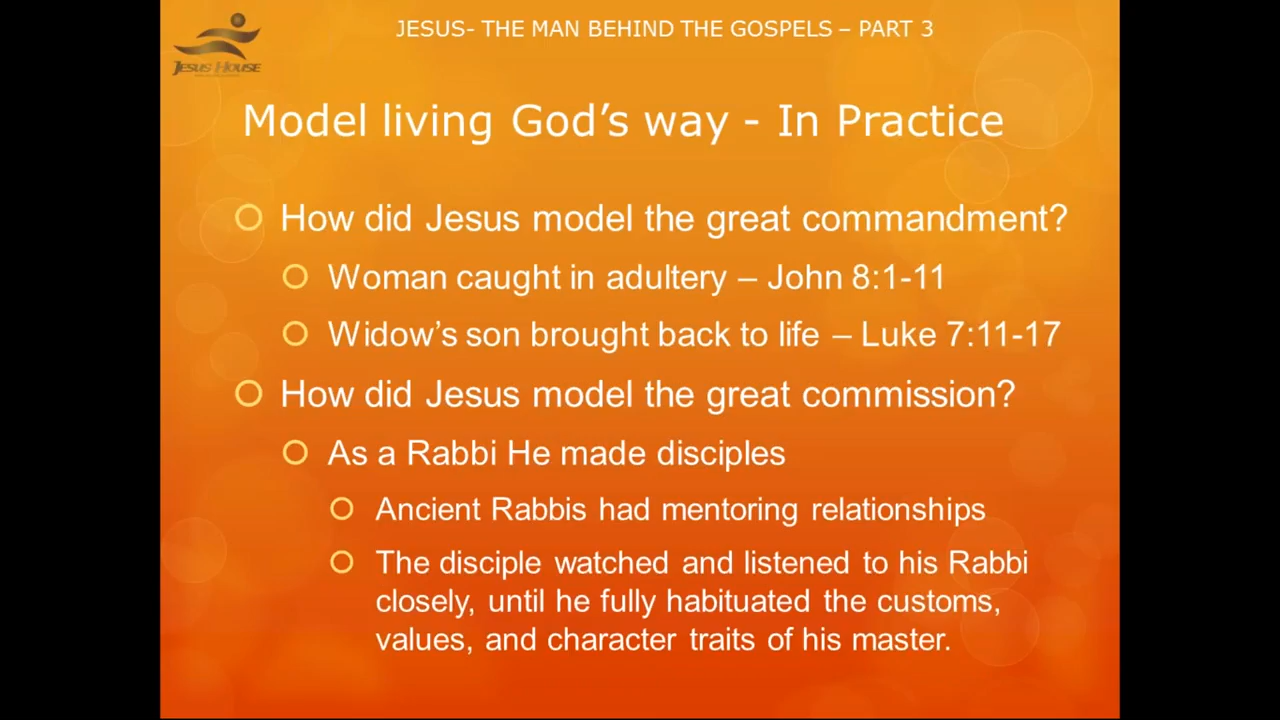 JESUS- THE MAN BEHIND THE GOSPELS – PART 3
JESUS HOUSE
Model living God’s way - In Practice
How did Jesus model the great commandment?
Woman caught in adultery – John 8:1-11
Widow’s son brought back to life – Luke 7:11-17
How did Jesus model the great commission?
As a Rabbi He made disciples
Ancient Rabbis had mentoring relationships
The disciple watched and listened to his Rabbi
closely, until he fully habituated the customs,
values, and character traits of his master.